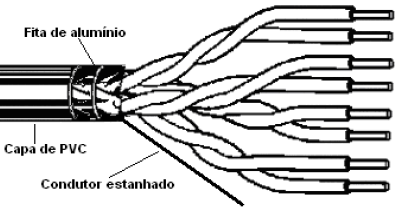 Fita de alumínio
Capa de PVC
Condutor estanhado